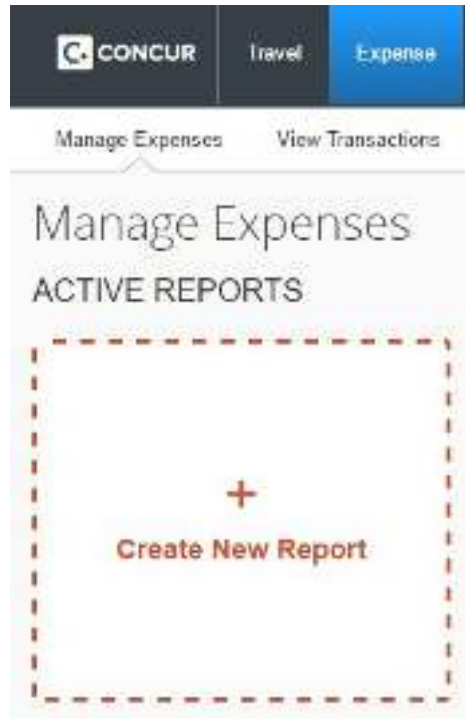 C. CONCUR Travel Expense
Manage Expenses View Transactions
Manage Expenses
ACTIVE REPORTS
+
Create New Report